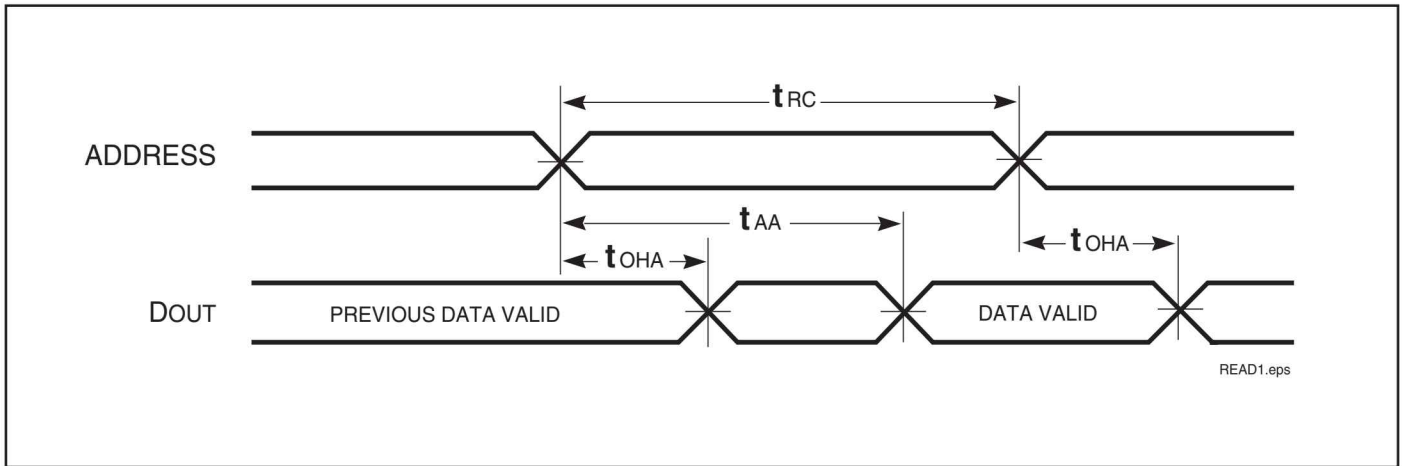 tRC
ADDRESS
tAA
tOHA
tOHA
DOUT
PREVIOUS DATA VALID
DATA VALID
READ1.eps